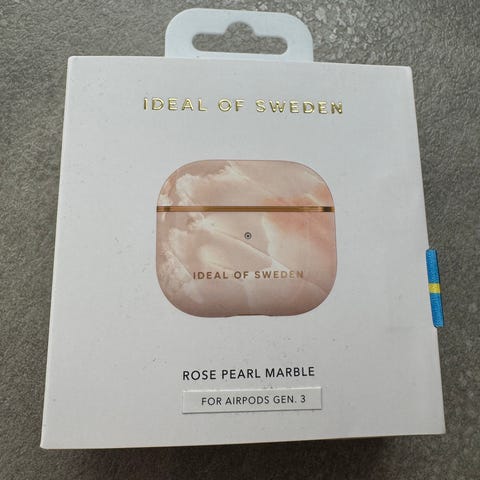 IDEAL OF SWEDEN
IDEAL OF SWEDEN
ROSE PEARL MARBLE
FOR AIRPODS GEN. 3